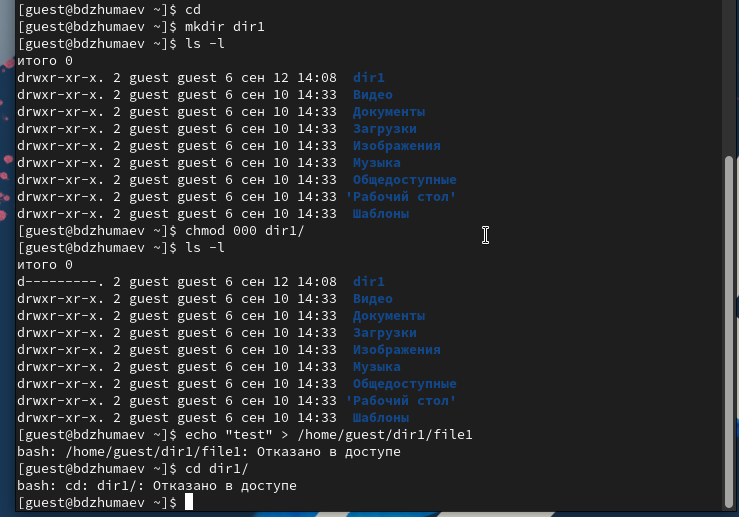 [guest@bdzhumaev ~]$ cd
[guest@bdzhumaev ~]$ mkdir dir1
[guest@bdzhumaev ~]$ ls -l
итого 0
drwxr-xr-x. 2 guest guest 6 сен 12 14:08  dir1
drwxr-xr-x. 2 guest guest 6 сен 10 14:33  Видео
drwxr-xr-x. 2 guest guest 6 сен 10 14:33  Документы
drwxr-xr-x. 2 guest guest 6 сен 10 14:33  Загрузки
drwxr-xr-x. 2 guest guest 6 сен 10 14:33  Изображения
drwxr-xr-x. 2 guest guest 6 сен 10 14:33  Музыка
drwxr-xr-x. 2 guest guest 6 сен 10 14:33  Общедоступные
drwxr-xr-x. 2 guest guest 6 сен 10 14:33 'Рабочий стол'
drwxr-xr-x. 2 guest guest 6 сен 10 14:33  Шаблоны
[guest@bdzhumaev ~]$ chmod 000 dir1/
[guest@bdzhumaev ~]$ ls -l
итого 0
d---------. 2 guest guest 6 сен 12 14:08  dir1
drwxr-xr-x. 2 guest guest 6 сен 10 14:33  Видео
drwxr-xr-x. 2 guest guest 6 сен 10 14:33  Документы
drwxr-xr-x. 2 guest guest 6 сен 10 14:33  Загрузки
drwxr-xr-x. 2 guest guest 6 сен 10 14:33  Изображения
drwxr-xr-x. 2 guest guest 6 сен 10 14:33  Музыка
drwxr-xr-x. 2 guest guest 6 сен 10 14:33  Общедоступные
drwxr-xr-x. 2 guest guest 6 сен 10 14:33 'Рабочий стол'
drwxr-xr-x. 2 guest guest 6 сен 10 14:33  Шаблоны
[guest@bdzhumaev ~]$ echo "test" > /home/guest/dir1/file1
bash: /home/guest/dir1/file1: Отказано в доступе
[guest@bdzhumaev ~]$ cd dir1/
bash: cd: dir1/: Отказано в доступе
[guest@bdzhumaev ~]$